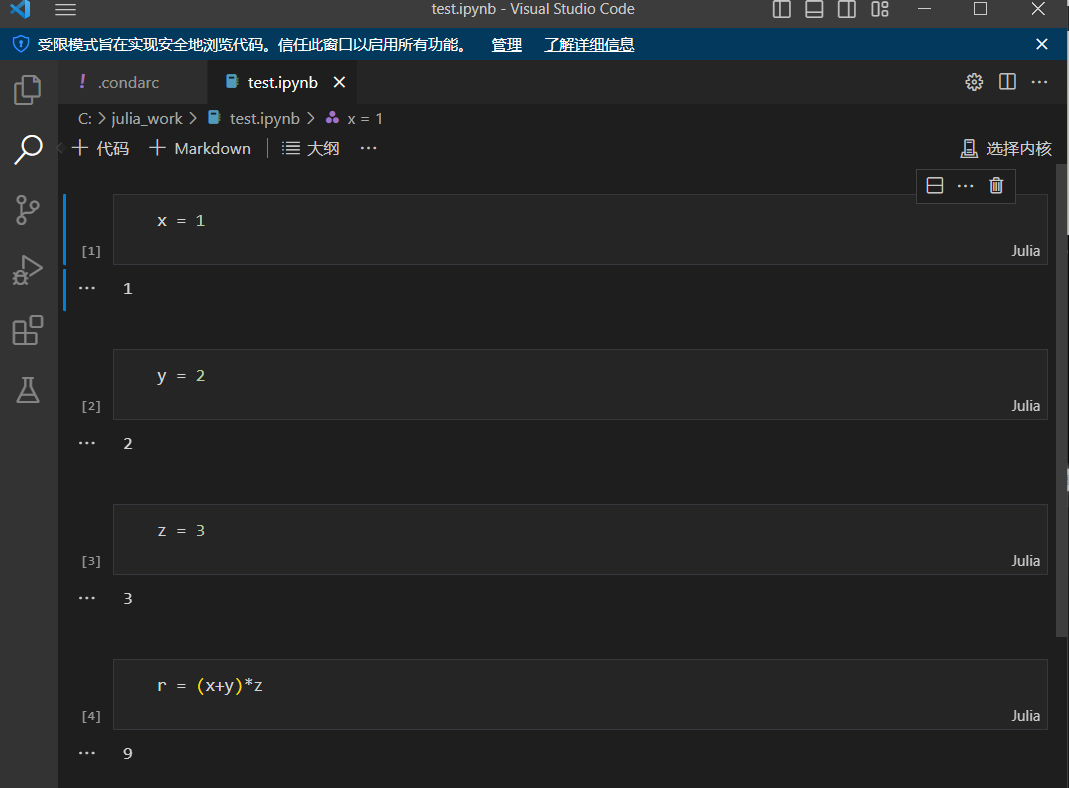 test.ipynb - Visual Studio Code
受限模式旨在实现安全地浏览代码。信任此窗口以启用所有功能。 管理 了解详细信息
! .condarc test.ipynb
C: > julia_work > test.ipynb > x = 1
+ 代码 + Markdown 大纲 ··· 选择内核
x = 1
[1] Julia
··· 1
y = 2
[2] Julia
··· 2
z = 3
[3] Julia
··· 3
r = (x+y)*z
[4] Julia
··· 9